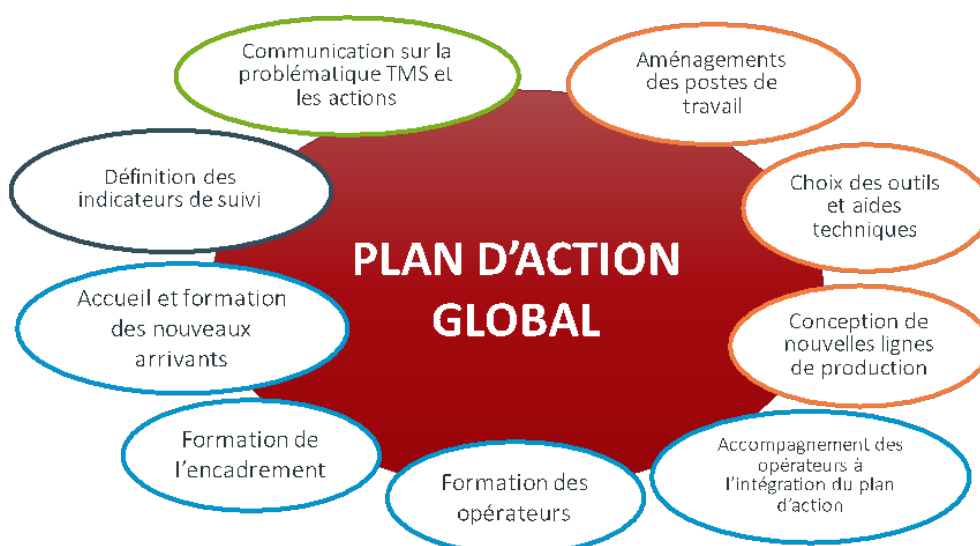 Communication sur la
problématique TMS et
les actions
Aménagements
des postes de
travail
Définition des
indicateurs de suivi
Choix des outils
et aides
techniques
PLAN D’ACTION
GLOBAL
Accueil et formation
des nouveaux
arrivants
Conception de
nouvelles lignes
de production
Formation de
l’encadrement
Formation des
opérateurs
Accompagnement des
opérateurs à
l’intégration du plan
d’action